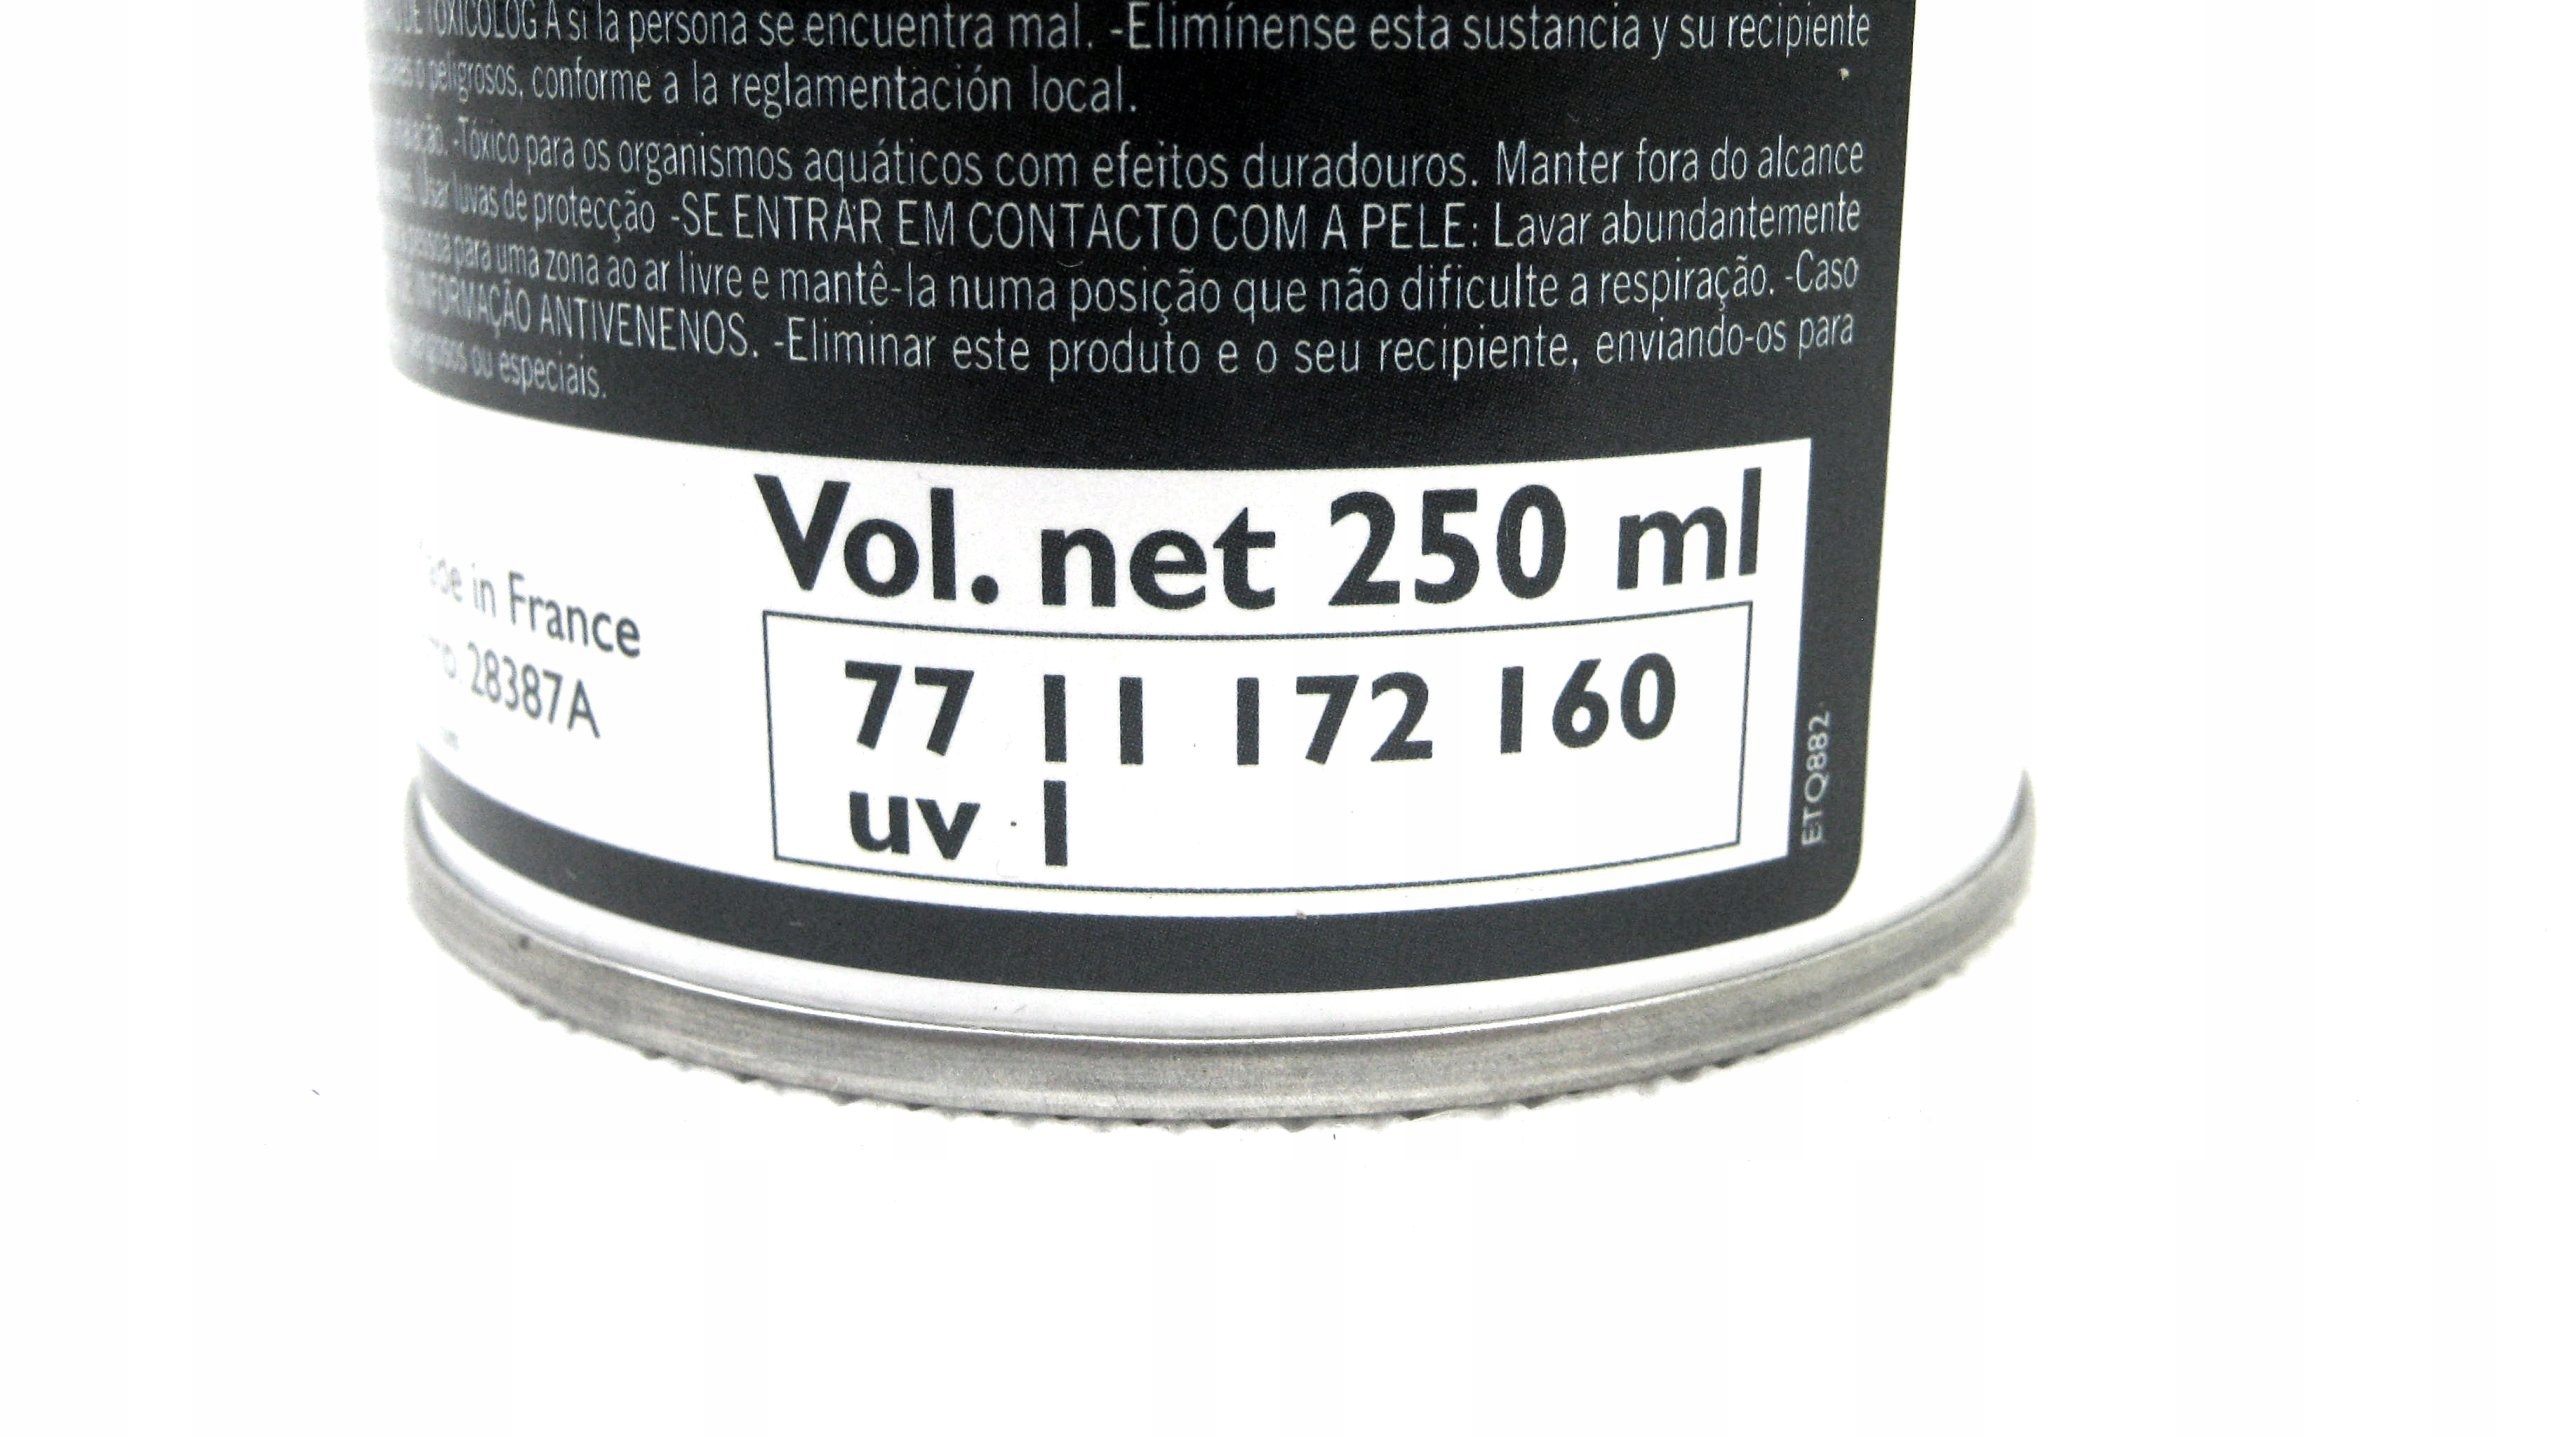 si la persona se encuentra mal. -Elimínense esta sustancia y su recipiente
o peligrosos, conforme a la reglamentación local.
-Tóxico para os organismos aquáticos com efeitos duradouros. Manter fora do alcance
Usar luvas de protecção -SE ENTRAR EM CONTACTO COM A PELE: Lavar abundantemente
para uma zona ao ar livre e mantê-la numa posição que não dificulte a respiração. -Caso
INFORMAÇÃO ANTIVENENOS. -Eliminar este produto e o seu recipiente, enviando-os para
ou especiais.
Vol. net 250 ml
in France
28387A
77 11 172 160
uv 1
ETQ882